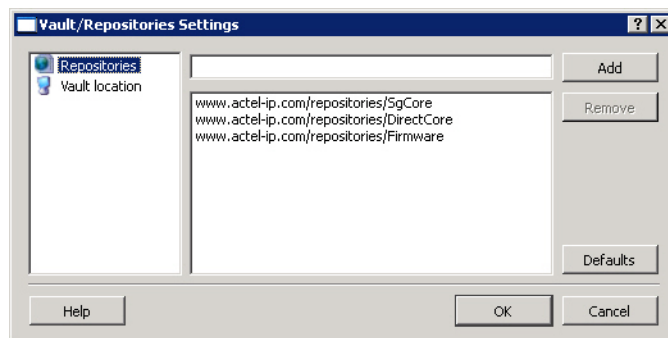 Vault/Repositories Settings
Repositories
Vault location
Add
www.actel-ip.com/repositories/SgCore
www.actel-ip.com/repositories/DirectCore
www.actel-ip.com/repositories/Firmware
Remove
Defaults
Help
OK
Cancel